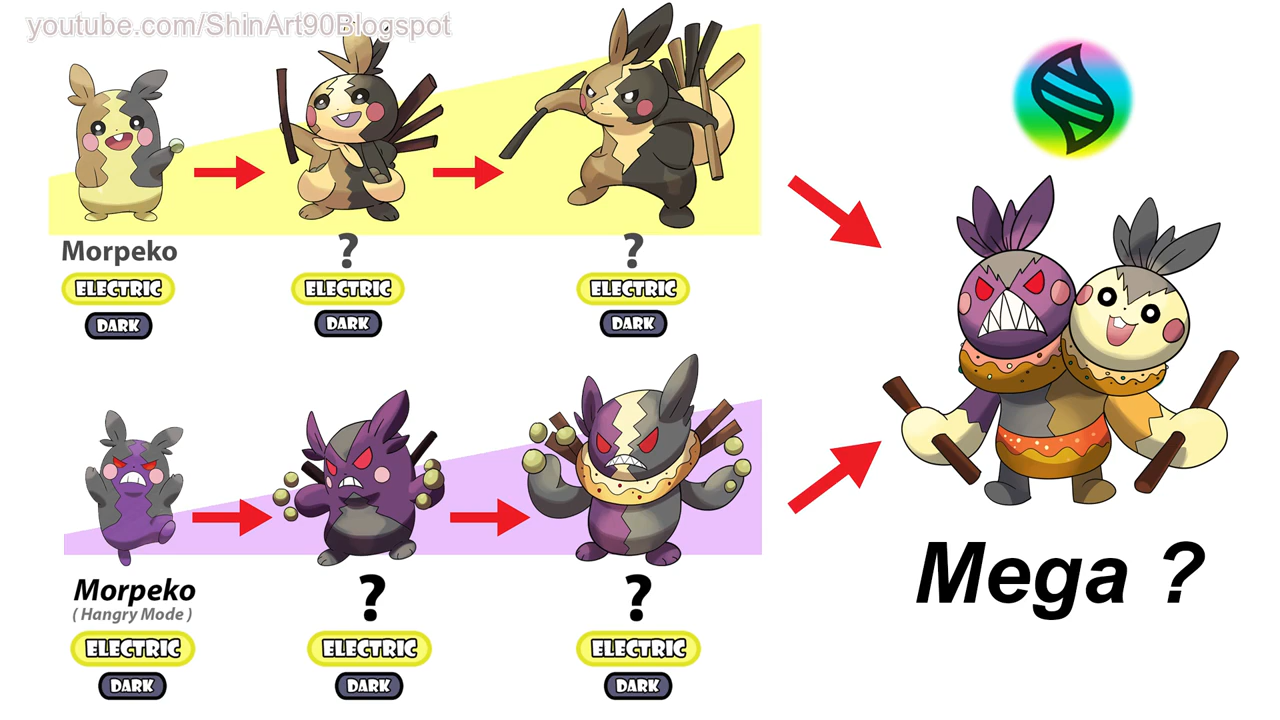 youtube.com/ShinArt90Blogspot
Morpeko
ELECTRIC
DARK
?
ELECTRIC
DARK
?
ELECTRIC
DARK
Morpeko
( Hangry Mode )
ELECTRIC
DARK
?
ELECTRIC
DARK
?
ELECTRIC
DARK
Mega ?